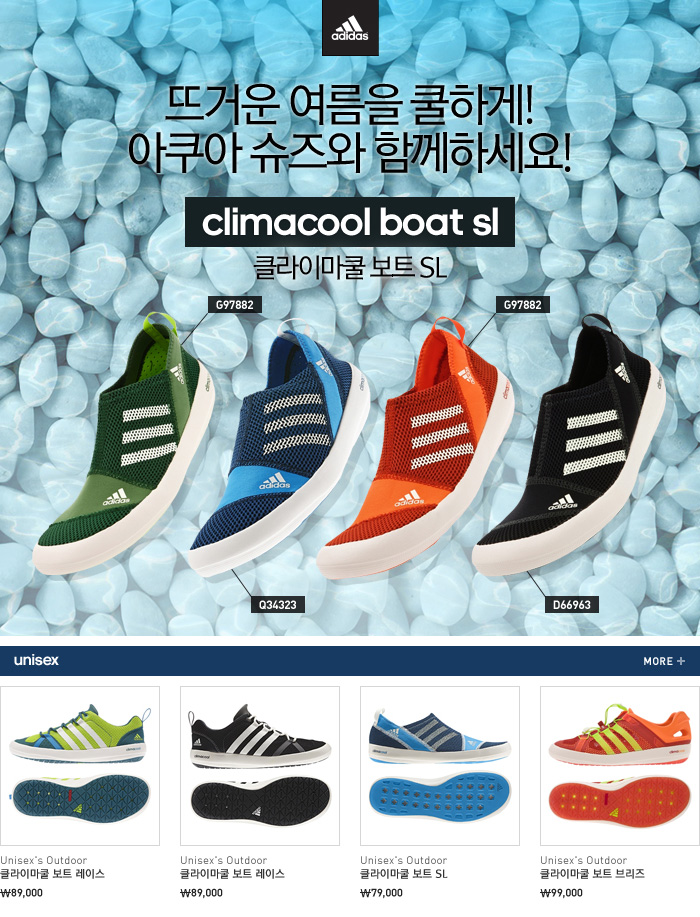 adidas
뜨거운 여름을 쿨하게!
아쿠아 슈즈와 함께하세요!
climacool boat sl
클라이마쿨 보트 SL
G97882
G97882
adidas
adidas
adidas
adidas
Q34323
D66963
unisex
MORE +
Unisex's Outdoor
클라이마쿨 보트 레이스
₩89,000
Unisex's Outdoor
클라이마쿨 보트 레이스
₩89,000
Unisex's Outdoor
클라이마쿨 보트 SL
₩79,000
Unisex's Outdoor
클라이마쿨 보트 브리즈
₩99,000